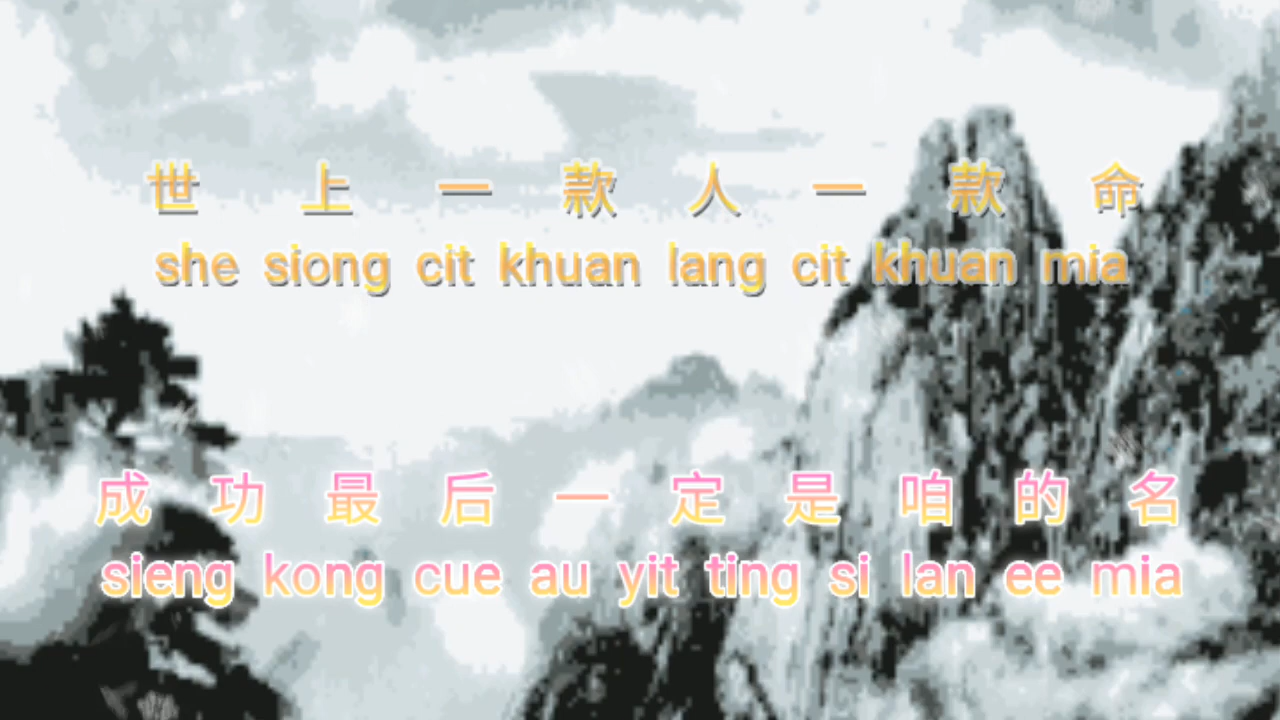 世上一款人一款命
she siong cit khuan lang cit khuan mia
成功最后一定是咱的名
sieng kong cue au yit ting si lan ee mia